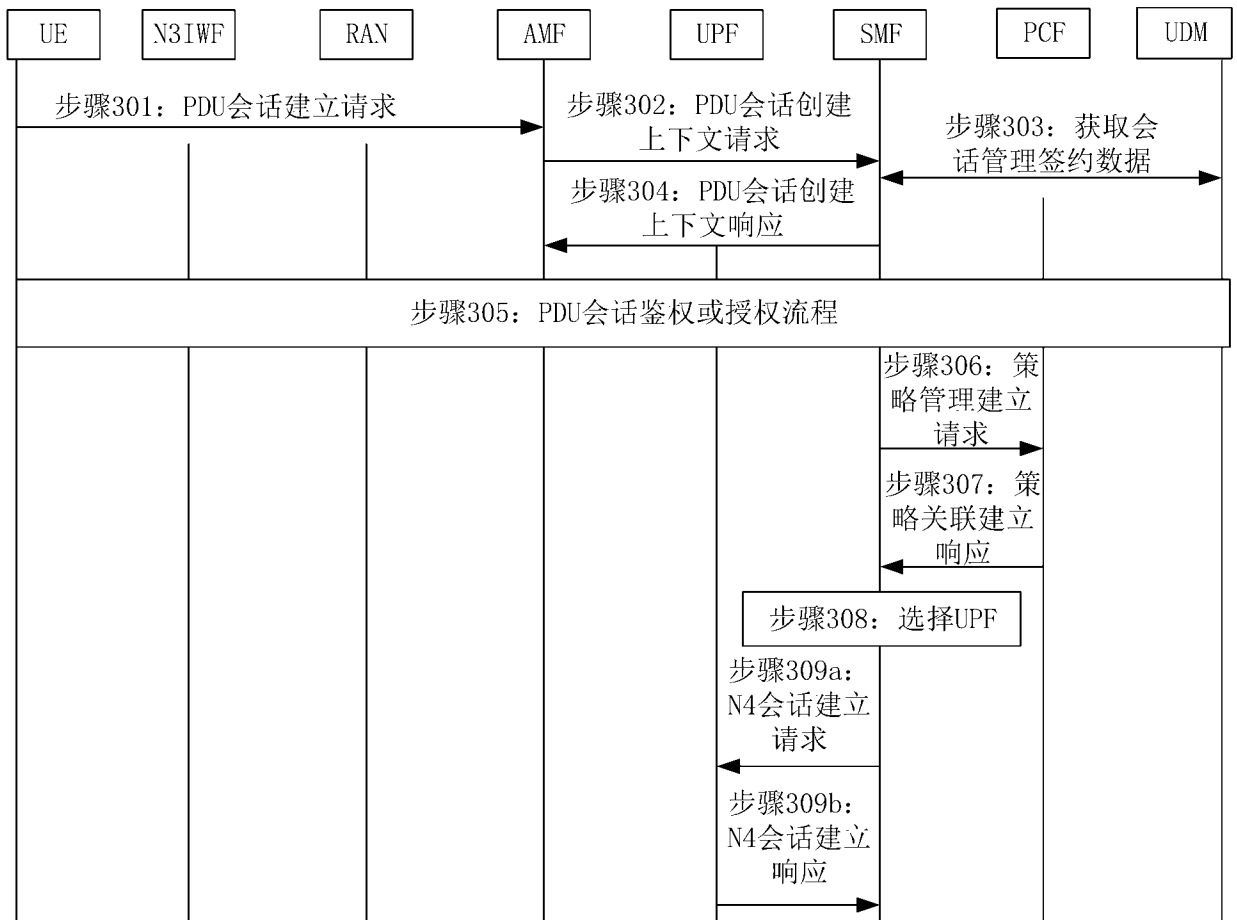 UE
N3IWF
RAN
AMF
UPF
SMF
PCF
UDM
步骤301：PDU会话建立请求
步骤302：PDU会话创建
上下文请求
步骤303：获取会
话管理签约数据
步骤304：PDU会话创建
上下文响应
步骤305：PDU会话鉴权或授权流程
步骤306：策
略管理建立
请求
步骤307：策
略关联建立
响应
步骤308：选择UPF
步骤309a：
N4会话建立
请求
步骤309b：
N4会话建立
响应